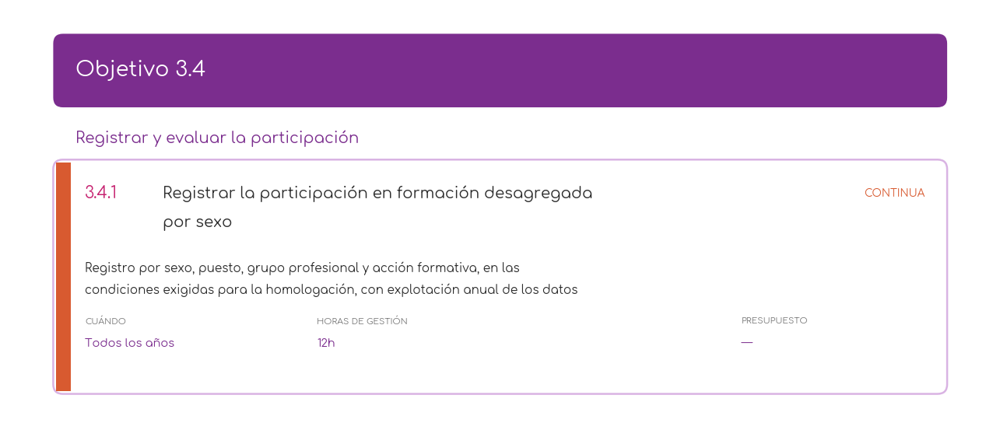 Objetivo 3.4
Registrar y evaluar la participación
3.4.1
Registrar la participación en formación desagregada
por sexo
CONTINUA
Registro por sexo, puesto, grupo profesional y acción formativa, en las
condiciones exigidas para la homologación, con explotación anual de los datos
CUÁNDO
Todos los años
HORAS DE GESTIÓN
12h
PRESUPUESTO
—